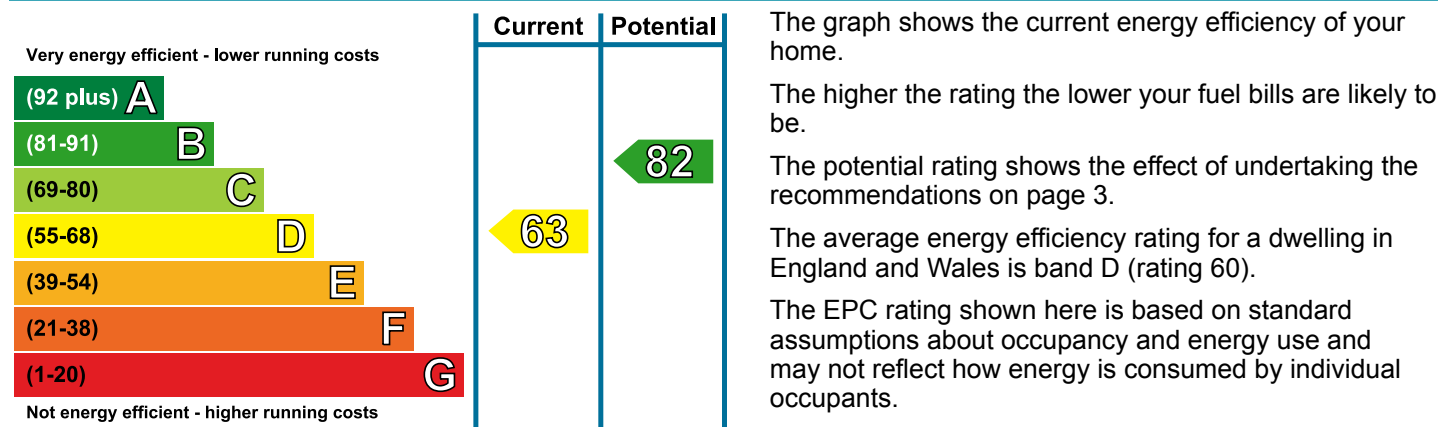 Current Potential
Very energy efficient - lower running costs
(92 plus) A
(81-91) B
(69-80) C
(55-68) D
(39-54) E
(21-38) F
(1-20) G
Not energy efficient - higher running costs
82
63
The graph shows the current energy efficiency of your
home.
The higher the rating the lower your fuel bills are likely to
be.
The potential rating shows the effect of undertaking the
recommendations on page 3.
The average energy efficiency rating for a dwelling in
England and Wales is band D (rating 60).
The EPC rating shown here is based on standard
assumptions about occupancy and energy use and
may not reflect how energy is consumed by individual
occupants.